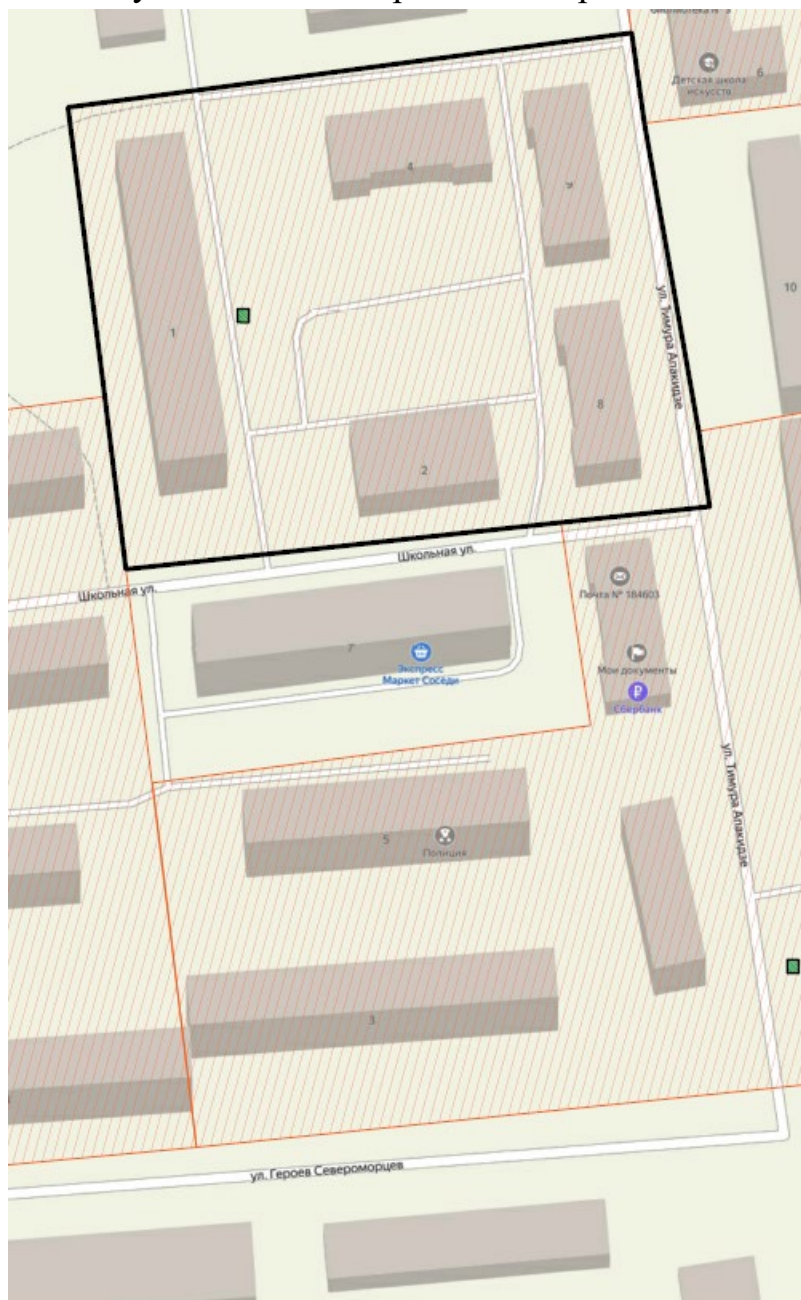 Детская школа
искусств
6
4
9
10
1
ул. Тимура Апакидзе
8
2
Школьная ул.
Школьная ул.
Почта № 184603
7
Экспресс
Маркет Соседи
Мои документы
Сбербанк
ул. Тимура Апакидзе
5
Полиция
3
ул. Героев Североморцев